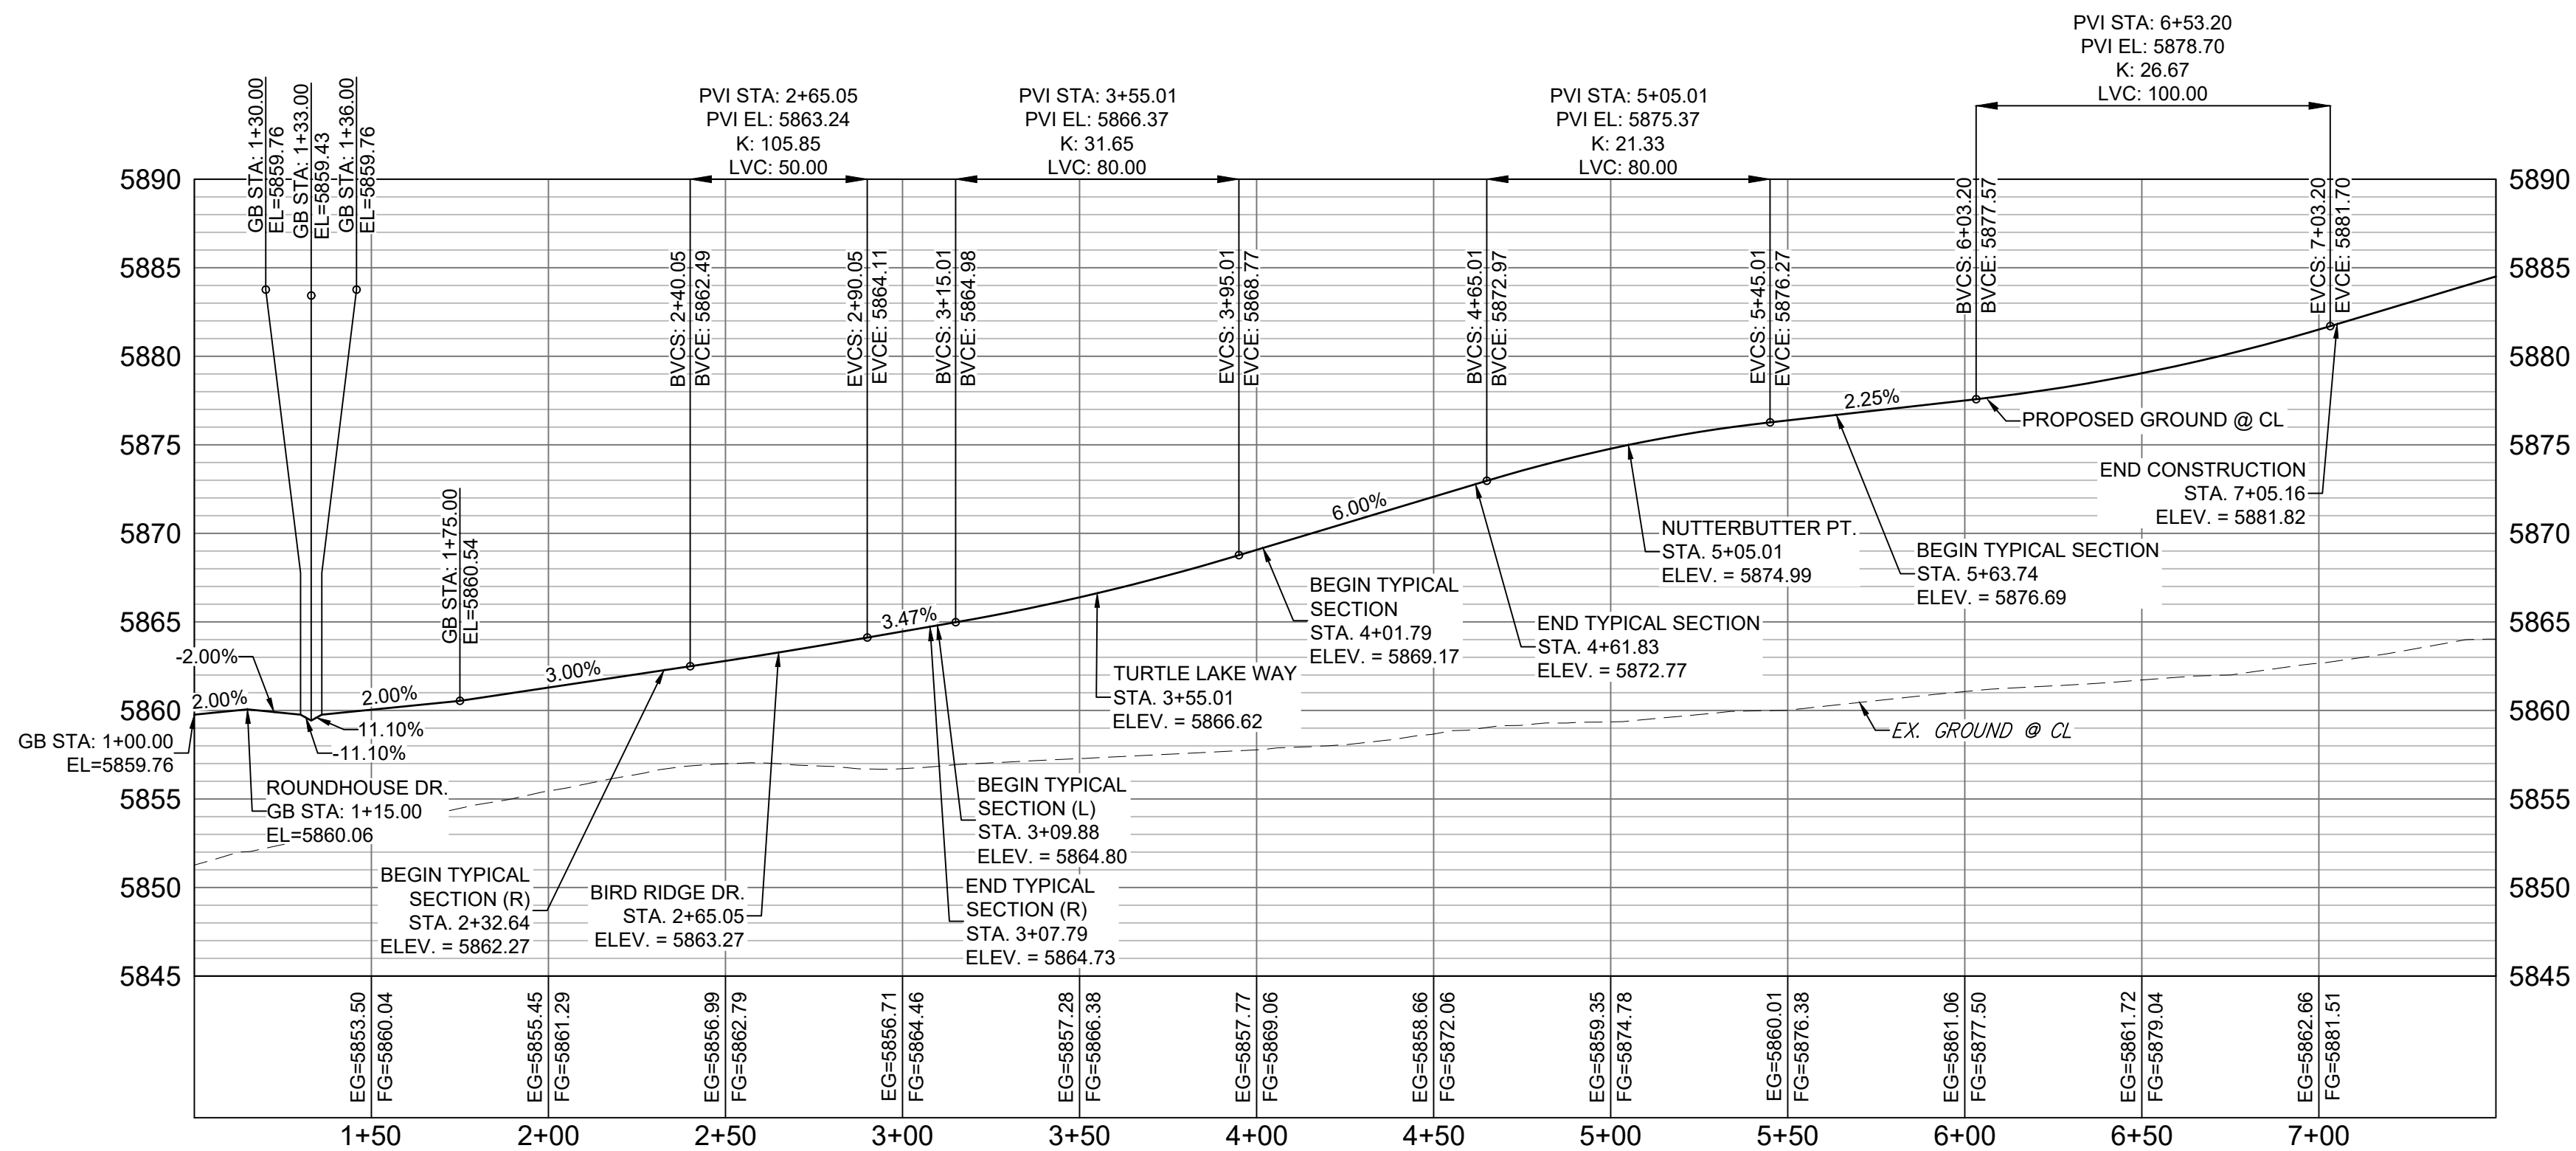 PVI STA: 6+53.20
PVI EL: 5878.70
K: 26.67
LVC: 100.00
PVI STA: 2+65.05
PVI EL: 5863.24
K: 105.85
LVC: 50.00
PVI STA: 3+55.01
PVI EL: 5866.37
K: 31.65
LVC: 80.00
PVI STA: 5+05.01
PVI EL: 5875.37
K: 21.33
LVC: 80.00
GB STA: 1+30.00
EL=5859.76
GB STA: 1+33.00
EL=5859.43
GB STA: 1+36.00
EL=5859.76
5890
5885
5880
5875
5870
5865
5860
5855
5850
5845
5890
5885
5880
5875
5870
5865
5860
5855
5850
5845
BVCS: 2+40.05
BVCE: 5862.49
EVCS: 2+90.05
EVCE: 5864.11
BVCS: 3+15.01
BVCE: 5864.98
EVCS: 3+95.01
EVCE: 5868.77
BVCS: 4+65.01
BVCE: 5872.97
EVCS: 5+45.01
EVCE: 5876.27
BVCS: 6+03.20
BVCE: 5877.57
EVCS: 7+03.20
EVCE: 5881.70
GB STA: 1+75.00
EL=5860.54
-2.00%
2.00%
2.00%
3.00%
3.47%
6.00%
2.25%
11.10%
-11.10%
GB STA: 1+00.00
EL=5859.76
ROUNDHOUSE DR.
GB STA: 1+15.00
EL=5860.06
BEGIN TYPICAL
SECTION (R)
STA. 2+32.64
ELEV. = 5862.27
BIRD RIDGE DR.
STA. 2+65.05
ELEV. = 5863.27
BEGIN TYPICAL
SECTION (L)
STA. 3+09.88
ELEV. = 5864.80
END TYPICAL
SECTION (R)
STA. 3+07.79
ELEV. = 5864.73
TURTLE LAKE WAY
STA. 3+55.01
ELEV. = 5866.62
BEGIN TYPICAL
SECTION
STA. 4+01.79
ELEV. = 5869.17
END TYPICAL SECTION
STA. 4+61.83
ELEV. = 5872.77
NUTTERBUTTER PT.
STA. 5+05.01
ELEV. = 5874.99
BEGIN TYPICAL SECTION
STA. 5+63.74
ELEV. = 5876.69
PROPOSED GROUND @ CL
END CONSTRUCTION
STA. 7+05.16
ELEV. = 5881.82
EX. GROUND @ CL
EG=5853.50
FG=5860.04
EG=5855.45
FG=5861.29
EG=5856.99
FG=5862.79
EG=5856.71
FG=5864.46
EG=5857.28
FG=5866.38
EG=5857.77
FG=5869.06
EG=5858.66
FG=5872.06
EG=5859.35
FG=5874.78
EG=5860.01
FG=5876.38
EG=5861.06
FG=5877.50
EG=5861.72
FG=5879.04
EG=5862.66
FG=5881.51
1+50
2+00
2+50
3+00
3+50
4+00
4+50
5+00
5+50
6+00
6+50
7+00